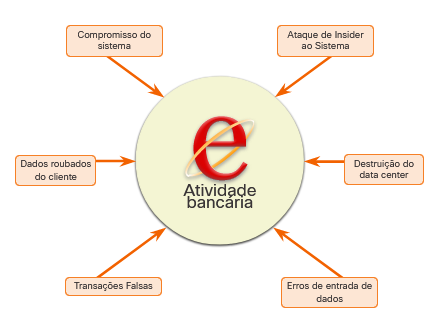 Compromisso do
sistema
Ataque de Insider
ao Sistema
e
Atividade
bancária
Dados roubados
do cliente
Destruição do
data center
Transações Falsas
Erros de entrada de
dados